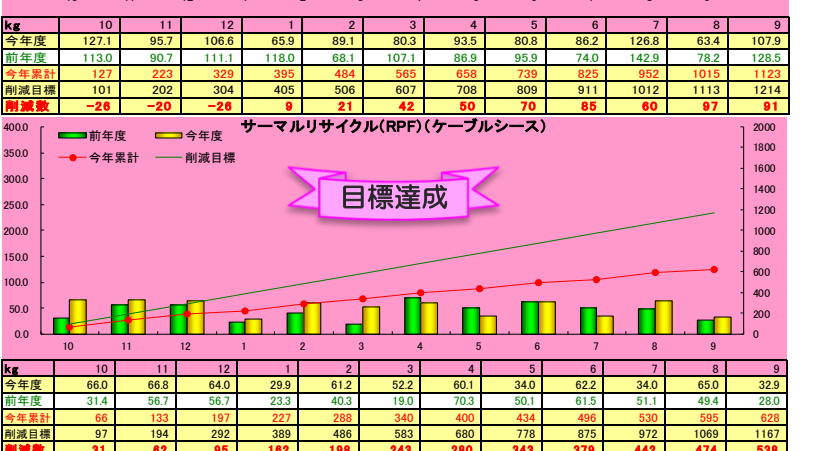 kg 10 11 12 1 2 3 4 5 6 7 8 9
今年度 127.1 95.7 106.6 65.9 89.1 80.3 93.5 80.8 86.2 126.8 63.4 107.9
前年度 113.0 90.7 111.1 118.0 68.1 107.1 86.9 95.9 74.0 142.9 78.2 128.5
今年累計 127 223 329 395 484 565 658 739 825 952 1015 1123
削減目標 101 202 304 405 506 607 708 809 911 1012 1113 1214
削減数 -26 -20 -26 9 21 42 50 70 85 60 97 91
サーマルリサイクル(RPF)(ケーブルシース)
前年度 今年度
今年累計 削減目標
目標達成
400.0 2000
350.0 1800
300.0 1600
250.0 1400
200.0 1200
150.0 1000
100.0 800
50.0 600
0.0 400
200
0
10 11 12 1 2 3 4 5 6 7 8 9
kg 10 11 12 1 2 3 4 5 6 7 8 9
今年度 66.0 66.8 64.0 29.9 61.2 52.2 60.1 34.0 62.2 34.0 65.0 32.9
前年度 31.4 56.7 56.7 23.3 40.3 19.0 70.3 50.1 61.5 51.1 49.4 28.0
今年累計 66 133 197 227 288 340 400 434 496 530 595 628
削減目標 97 194 292 389 486 583 680 778 875 972 1069 1167
削減数 31 62 95 162 198 243 280 343 379 442 474 538